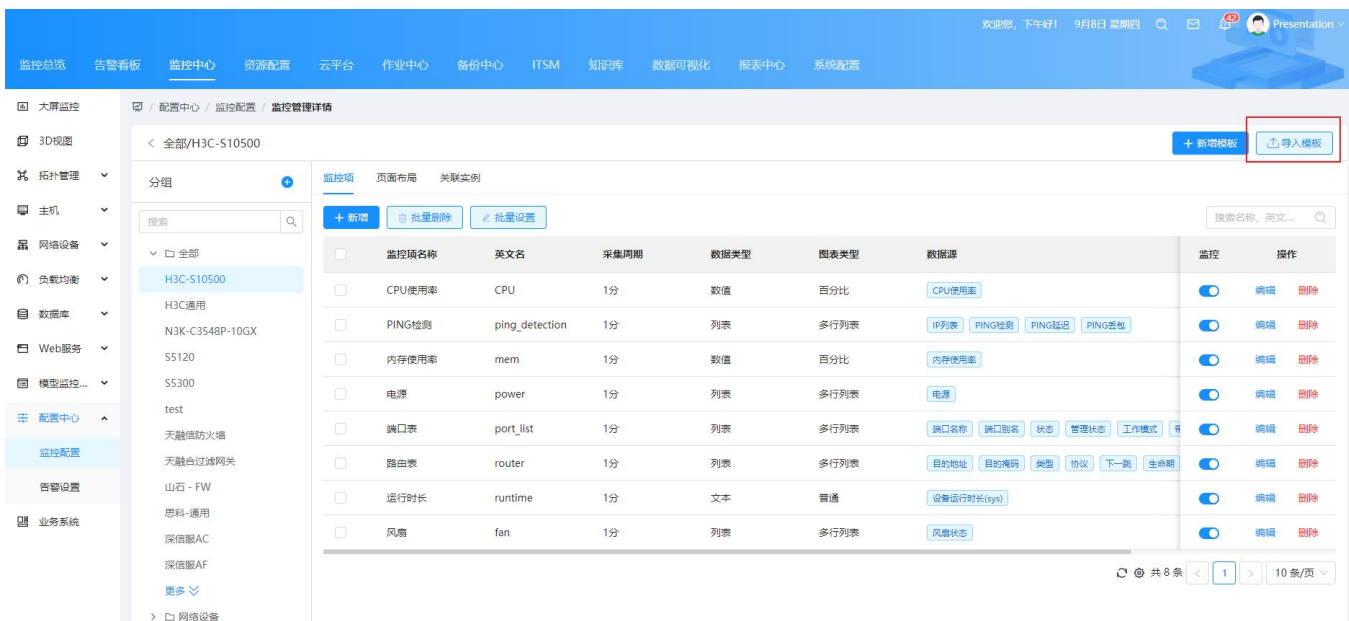 欢迎您，下午好！ 9月8日 星期四 42 Presentation
监控总览 告警看板 监控中心 资源配置 云平台 作业中心 备份中心 ITSM 知识库 数据可视化 报表中心 系统配置
大屏监控
3D视图
拓扑管理
主机
网络设备
负载均衡
数据库
Web服务
模型监控...
配置中心
监控配置
告警设置
业务系统
/ 配置中心 / 监控配置 / 监控管理详情
< 全部/H3C-S10500
+ 新增模板 导入模板
分组
搜索
全部
H3C-S10500
H3C通用
N3K-C3548P-10GX
S5120
S5300
test
天融信防火墙
天融合过滤网关
山石 - FW
思科-通用
深信服AC
深信服AF
更多
网络设备
监控项 页面布局 关联实例
+ 新增 批量删除 批量设置 搜索名称、英文...
监控项名称 英文名 采集周期 数据类型 图表类型 数据源 监控 操作
CPU使用率 CPU 1分 数值 百分比 CPU使用率 编辑 删除
PING检测 ping_detection 1分 列表 多行列表 IP列表 PING检测 PING延迟 PING丢包 编辑 删除
内存使用率 mem 1分 数值 百分比 内存使用率 编辑 删除
电源 power 1分 列表 多行列表 电源 编辑 删除
端口表 port_list 1分 列表 多行列表 端口名称 端口别名 状态 管理状态 工作模式 编辑 删除
路由表 router 1分 列表 多行列表 目的地址 目的掩码 类型 协议 下一跳 生命期 编辑 删除
运行时长 runtime 1分 文本 普通 设备运行时长(sys) 编辑 删除
风扇 fan 1分 列表 多行列表 风扇状态 编辑 删除
共 8 条 < 1 > 10 条/页